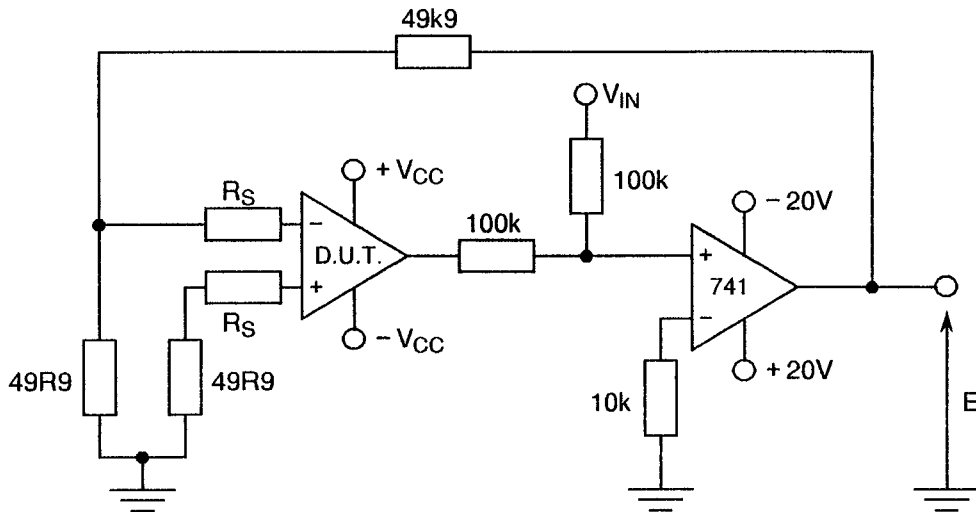 49k9
V_IN
100k
+ V_CC
R_S
−
D.U.T.
+
R_S
− V_CC
100k
− 20V
+
741
−
+ 20V
49R9
49R9
10k
E